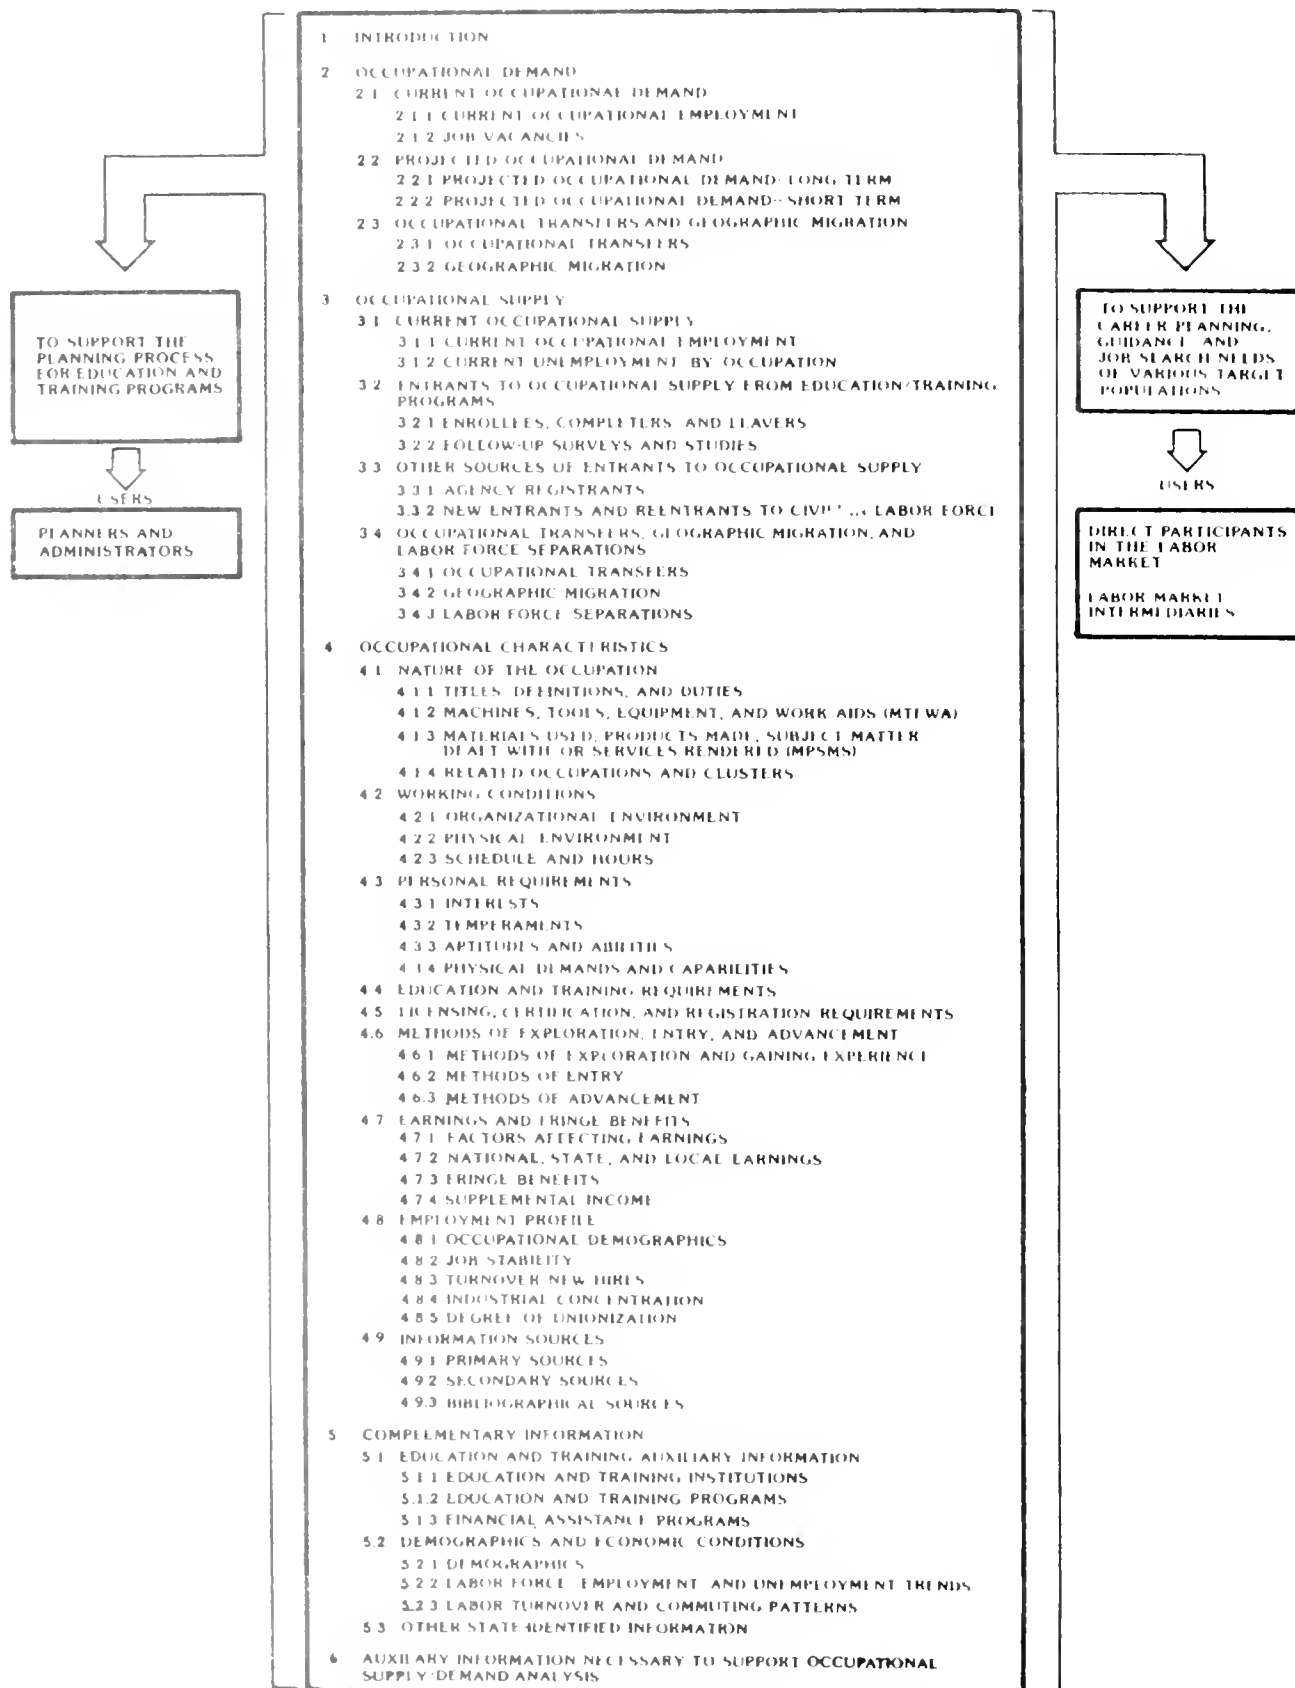 1 INTRODUCTION
2 OCCUPATIONAL DEMAND
2.1 CURRENT OCCUPATIONAL DEMAND
2.1.1 CURRENT OCCUPATIONAL EMPLOYMENT
2.1.2 JOB VACANCIES
2.2 PROJECTED OCCUPATIONAL DEMAND
2.2.1 PROJECTED OCCUPATIONAL DEMAND--LONG TERM
2.2.2 PROJECTED OCCUPATIONAL DEMAND--SHORT TERM
2.3 OCCUPATIONAL TRANSFERS AND GEOGRAPHIC MIGRATION
2.3.1 OCCUPATIONAL TRANSFERS
2.3.2 GEOGRAPHIC MIGRATION
3 OCCUPATIONAL SUPPLY
3.1 CURRENT OCCUPATIONAL SUPPLY
3.1.1 CURRENT OCCUPATIONAL EMPLOYMENT
3.1.2 CURRENT UNEMPLOYMENT BY OCCUPATION
3.2 ENTRANTS TO OCCUPATIONAL SUPPLY FROM EDUCATION/TRAINING
PROGRAMS
3.2.1 ENROLLEES, COMPLETERS AND LEAVERS
3.2.2 FOLLOW-UP SURVEYS AND STUDIES
3.3 OTHER SOURCES OF ENTRANTS TO OCCUPATIONAL SUPPLY
3.3.1 AGENCY REGISTRANTS
3.3.2 NEW ENTRANTS AND REENTRANTS TO LABOR FORCE
3.4 OCCUPATIONAL TRANSFERS, GEOGRAPHIC MIGRATION, AND
LABOR FORCE SEPARATIONS
3.4.1 OCCUPATIONAL TRANSFERS
3.4.2 GEOGRAPHIC MIGRATION
3.4.3 LABOR FORCE SEPARATIONS
4 OCCUPATIONAL CHARACTERISTICS
4.1 NATURE OF THE OCCUPATION
4.1.1 TITLES, DEFINITIONS, AND DUTIES
4.1.2 MACHINES, TOOLS, EQUIPMENT, AND WORK AIDS (MTEWA)
4.1.3 MATERIALS USED, PRODUCTS MADE, SUBJECT MATTER
DEALT WITH OR SERVICES RENDERED (MPSMS)
4.1.4 RELATED OCCUPATIONS AND CLUSTERS
4.2 WORKING CONDITIONS
4.2.1 ORGANIZATIONAL ENVIRONMENT
4.2.2 PHYSICAL ENVIRONMENT
4.2.3 SCHEDULE AND HOURS
4.3 PERSONAL REQUIREMENTS
4.3.1 INTERESTS
4.3.2 TEMPERAMENTS
4.3.3 APTITUDES AND ABILITIES
4.3.4 PHYSICAL DEMANDS AND CAPABILITIES
4.4 EDUCATION AND TRAINING REQUIREMENTS
4.5 LICENSING, CERTIFICATION, AND REGISTRATION REQUIREMENTS
4.6 METHODS OF EXPLORATION, ENTRY, AND ADVANCEMENT
4.6.1 METHODS OF EXPLORATION AND GAINING EXPERIENCE
4.6.2 METHODS OF ENTRY
4.6.3 METHODS OF ADVANCEMENT
4.7 EARNINGS AND FRINGE BENEFITS
4.7.1 FACTORS AFFECTING EARNINGS
4.7.2 NATIONAL, STATE, AND LOCAL EARNINGS
4.7.3 FRINGE BENEFITS
4.7.4 SUPPLEMENTAL INCOME
4.8 EMPLOYMENT PROFILE
4.8.1 OCCUPATIONAL DEMOGRAPHICS
4.8.2 JOB STABILITY
4.8.3 TURNOVER NEW HIRES
4.8.4 INDUSTRIAL CONCENTRATION
4.8.5 DEGREE OF UNIONIZATION
4.9 INFORMATION SOURCES
4.9.1 PRIMARY SOURCES
4.9.2 SECONDARY SOURCES
4.9.3 BIBLIOGRAPHICAL SOURCES
5 COMPLEMENTARY INFORMATION
5.1 EDUCATION AND TRAINING AUXILIARY INFORMATION
5.1.1 EDUCATION AND TRAINING INSTITUTIONS
5.1.2 EDUCATION AND TRAINING PROGRAMS
5.1.3 FINANCIAL ASSISTANCE PROGRAMS
5.2 DEMOGRAPHICS AND ECONOMIC CONDITIONS
5.2.1 DEMOGRAPHICS
5.2.2 LABOR FORCE EMPLOYMENT AND UNEMPLOYMENT TRENDS
5.2.3 LABOR TURNOVER AND COMMUTING PATTERNS
5.3 OTHER STATE-IDENTIFIED INFORMATION
6 AUXILARY INFORMATION NECESSARY TO SUPPORT OCCUPATIONAL
SUPPLY/DEMAND ANALYSIS
TO SUPPORT THE
PLANNING PROCESS
FOR EDUCATION AND
TRAINING PROGRAMS
USERS
PLANNERS AND
ADMINISTRATORS
TO SUPPORT THE
CAREER PLANNING,
GUIDANCE AND
JOB SEARCH NEEDS
OF VARIOUS TARGET
POPULATIONS
USERS
DIRECT PARTICIPANTS
IN THE LABOR
MARKET
LABOR MARKET
INTERMEDIARIES